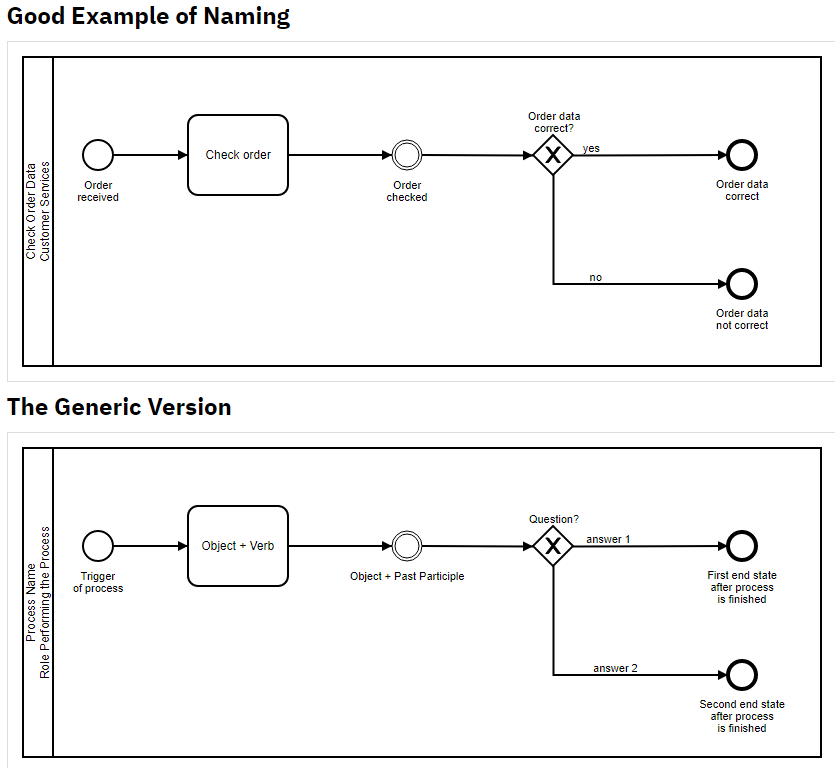 Good Example of Naming
Check Order Data
Customer Services
Order
received
Check order
Order
checked
Order data
correct?
yes
Order data
correct
no
Order data
not correct
The Generic Version
Process Name
Role Performing the Process
Trigger
of process
Object + Verb
Object + Past Participle
Question?
answer 1
First end state
after process
is finished
answer 2
Second end state
after process
is finished